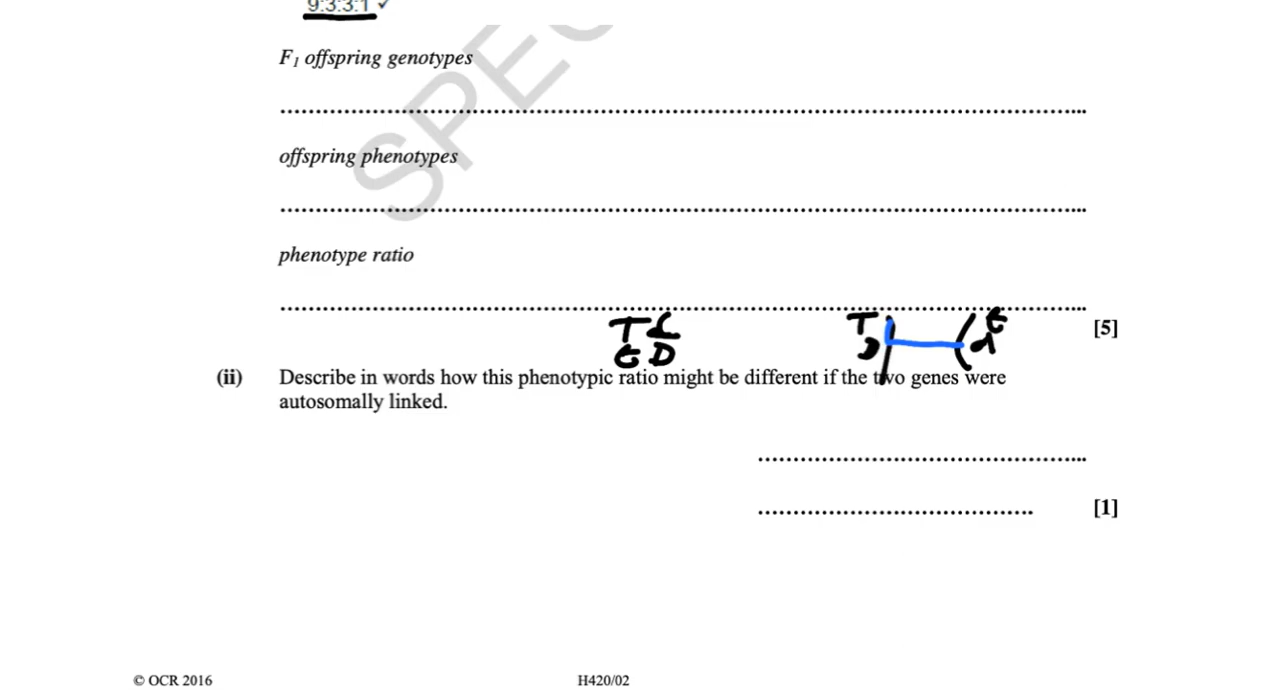 9:3:3:1 ✓
F1 offspring genotypes
offspring phenotypes
phenotype ratio
[5]
T
t D
T t
D d
(ii) Describe in words how this phenotypic ratio might be different if the two genes were
autosomally linked.
[1]
© OCR 2016 H420/02
SPEC